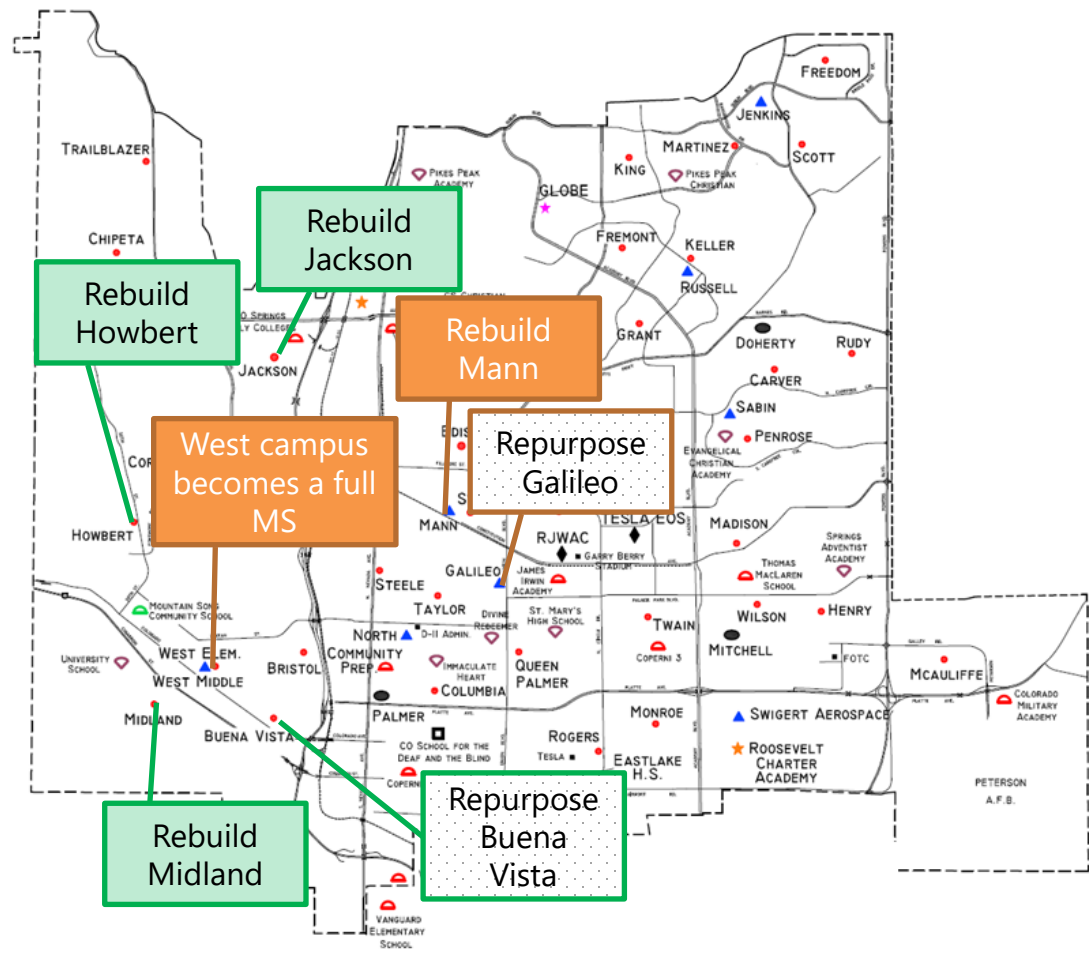 FREEDOM
JENKINS
TRAILBLAZER
MARTINEZ
SCOTT
KING
PIKES PEAK
ACADEMY
PIKES PEAK
CHRISTIAN
GLOBE
Rebuild
Jackson
CHIPETA
FREMONT
KELLER
RUSSELL
Rebuild
Howbert
GRANT
DOHERTY
RUDY
Rebuild
Mann
JACKSON
CARVER
SABIN
PENROSE
EVANGELICAL
CHRISTIAN
ACADEMY
West campus
becomes a full
MS
Repurpose
Galileo
HOWBERT
MANN
TESLA EOS
RJWAC
GARRY BERRY
STADIUM
MADISON
SPRINGS
ADVENTIST
ACADEMY
STEELE
GALILEO
JAMES
IRWIN
ACADEMY
THOMAS
MACLAREN
SCHOOL
TAYLOR
PALMER PARK BLVD.
WILSON
HENRY
MOUNTAIN SONG
COMMUNITY SCHOOL
NORTH
D-11 ADMIN.
DIVINE
REDEEMER
ST. MARY'S
HIGH SCHOOL
TWAIN
MITCHELL
UNIVERSITY
SCHOOL
WEST ELEM.
WEST MIDDLE
BRISTOL
COMMUNITY
PREP
IMMACULATE
HEART
QUEEN
PALMER
COPERNI 3
FOTC
MCAULIFFE
COLUMBIA
MIDLAND
BUENA VISTA
PALMER
PLATTE AVE.
MONROE
SWIGERT AEROSPACE
COLORADO
MILITARY
ACADEMY
CO SCHOOL FOR THE
DEAF AND THE BLIND
ROGERS
TESLA
EASTLAKE
H.S.
ROOSEVELT
CHARTER
ACADEMY
PETERSON
A.F.B.
Rebuild
Midland
Repurpose
Buena
Vista
VANGUARD
ELEMENTARY
SCHOOL